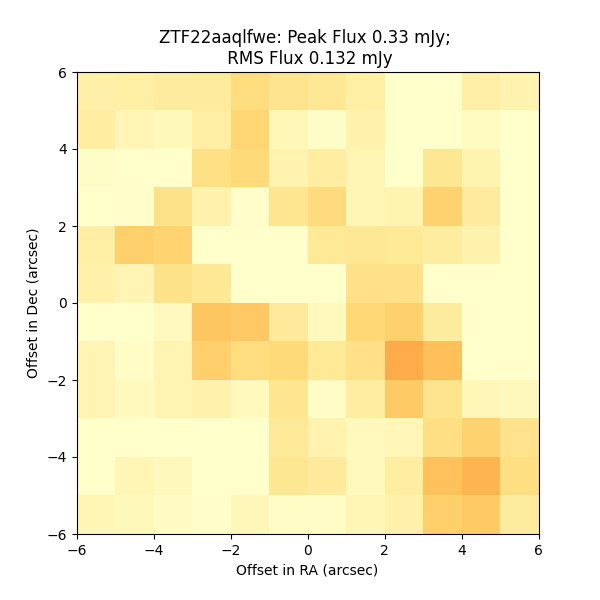 ZTF22aaqlfwe: Peak Flux 0.33 mJy;
RMS Flux 0.132 mJy
6
4
2
0
−2
−4
−6
Offset in Dec (arcsec)
−6 −4 −2 0 2 4 6
Offset in RA (arcsec)